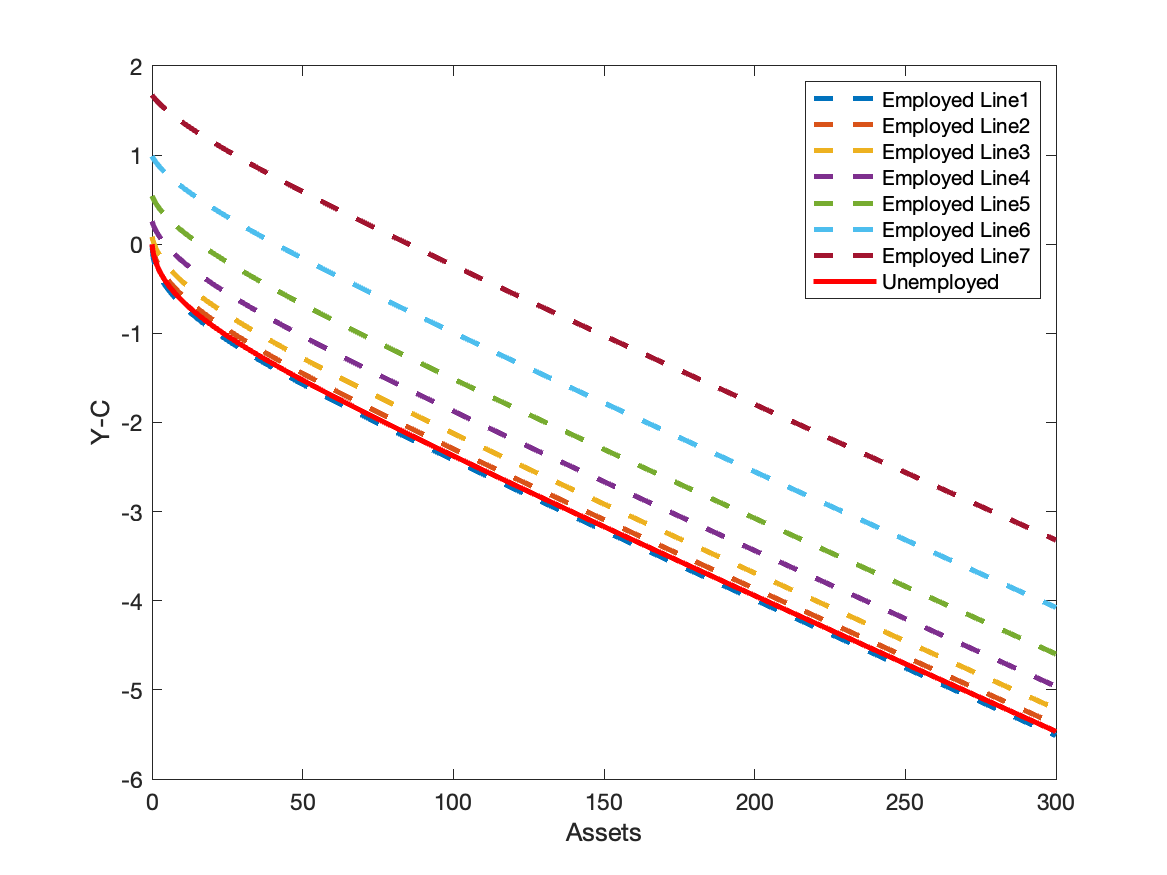 2
1
0
-1
-2
-3
-4
-5
-6
Y-C
0 50 100 150 200 250 300
Assets
Employed Line1
Employed Line2
Employed Line3
Employed Line4
Employed Line5
Employed Line6
Employed Line7
Unemployed